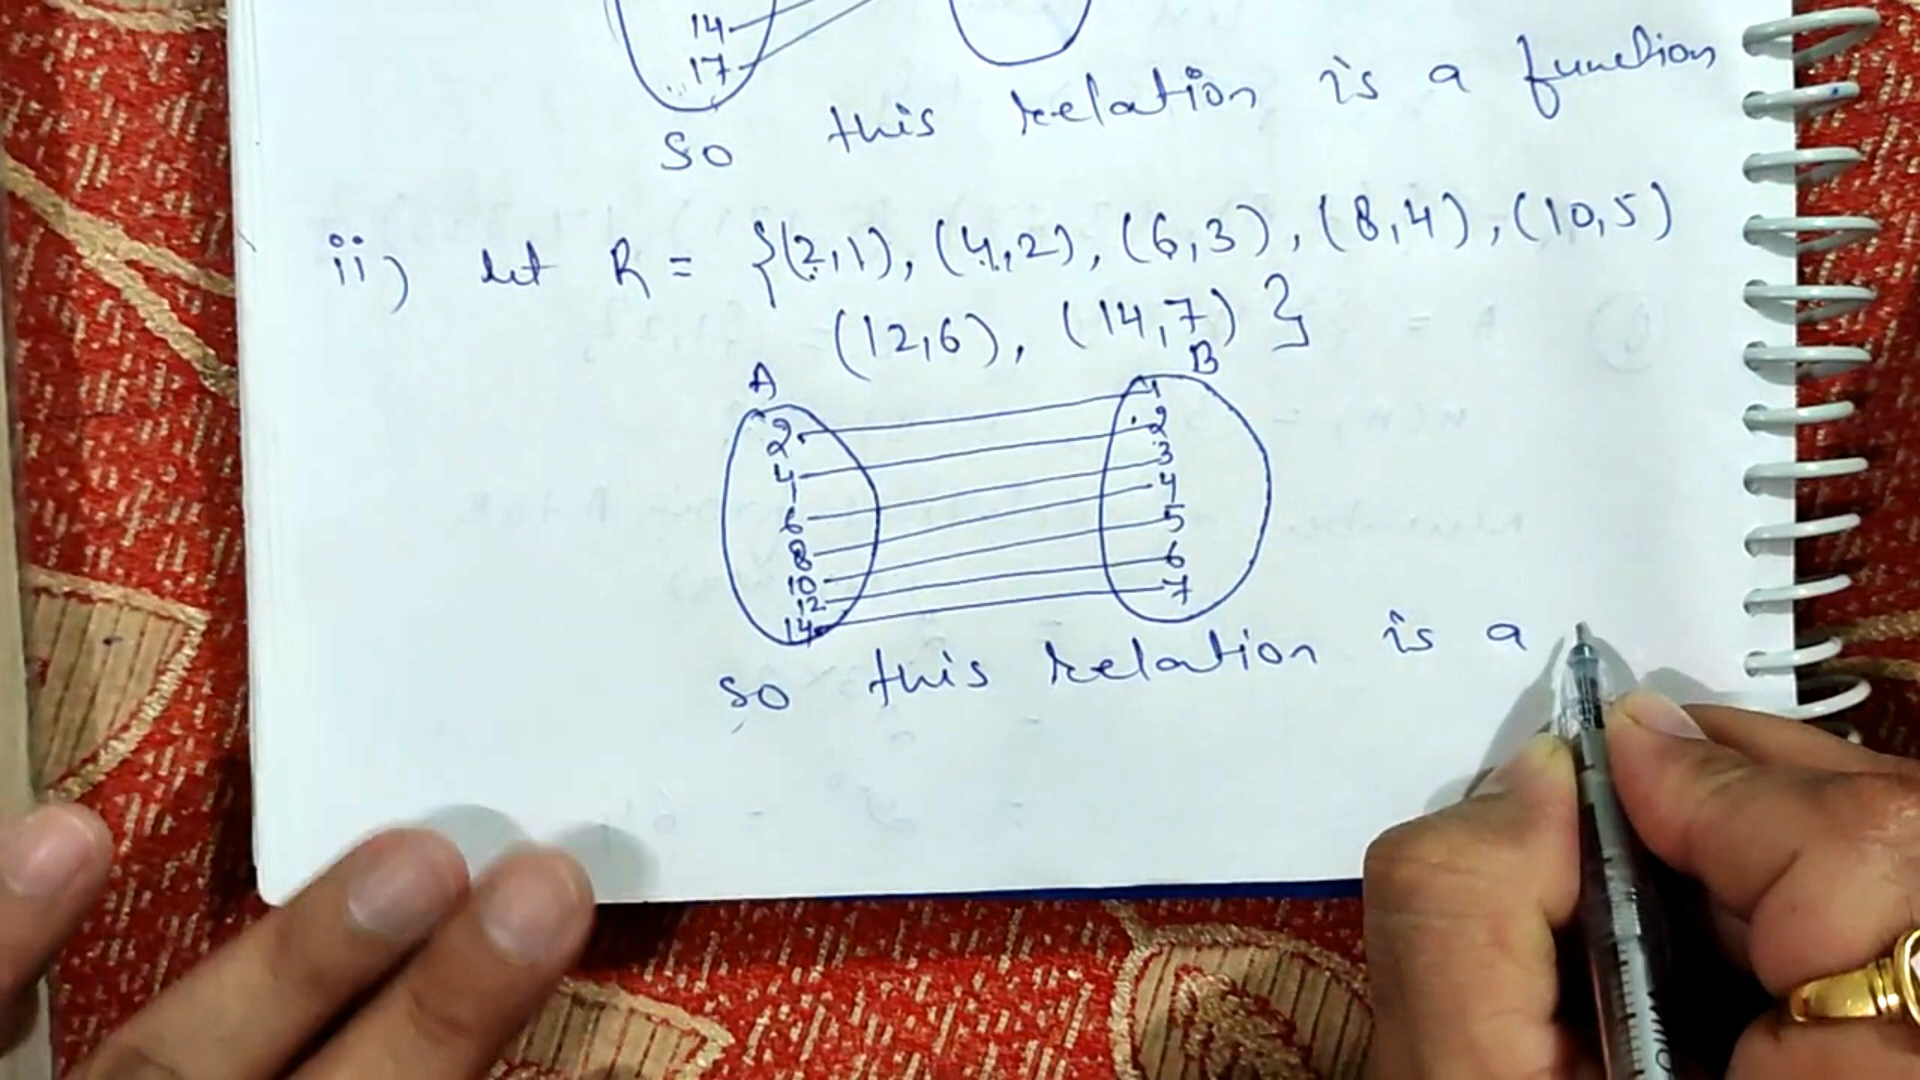 14
17
so this relation is a function
ii) let R = {(2,1), (4,2), (6,3), (8,4), (10,5)
(12,6), (14,7)}
A B
2 1
4 2
6 3
8 4
10 5
12 6
14 7
so this relation is a